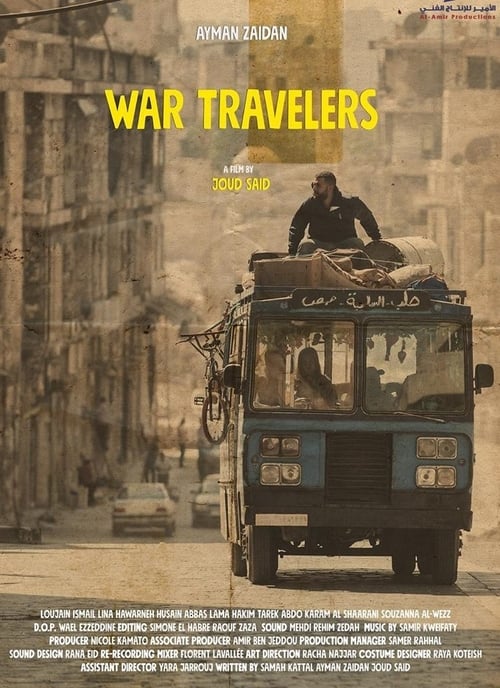 الأمير للإنتاج الفني
Al-Amir Productions
AYMAN ZAIDAN
WAR TRAVELERS
A FILM BY
JOUD SAID
حلب - السلمية - حمص
LOUJAIN ISMAIL LINA HAWARNEH HUSAIN ABBAS LAMA HAKIM TAREK ABDO KARAM AL SHAARANI SOUZANNA AL-WEZZ
D.O.P. WAEL EZZEDDINE EDITING SIMONE EL HABRE RAOUF ZAZA SOUND MEHDI REHIM ZEDAH MUSIC BY SAMIR KWEIFATY
PRODUCER NICOLE KAMATO ASSOCIATE PRODUCER AMIR BEN JEDDOU PRODUCTION MANAGER SAMER RAHHAL
SOUND DESIGN RANA EID RE-RECORDING MIXER FLORENT LAVALLÉE ART DIRECTION RACHA NAJJAR COSTUME DESIGNER RAYA KOTEISH
ASSISTANT DIRECTOR YARA JARROUJ WRITTEN BY SAMAH KATTAL AYMAN ZAIDAN JOUD SAID